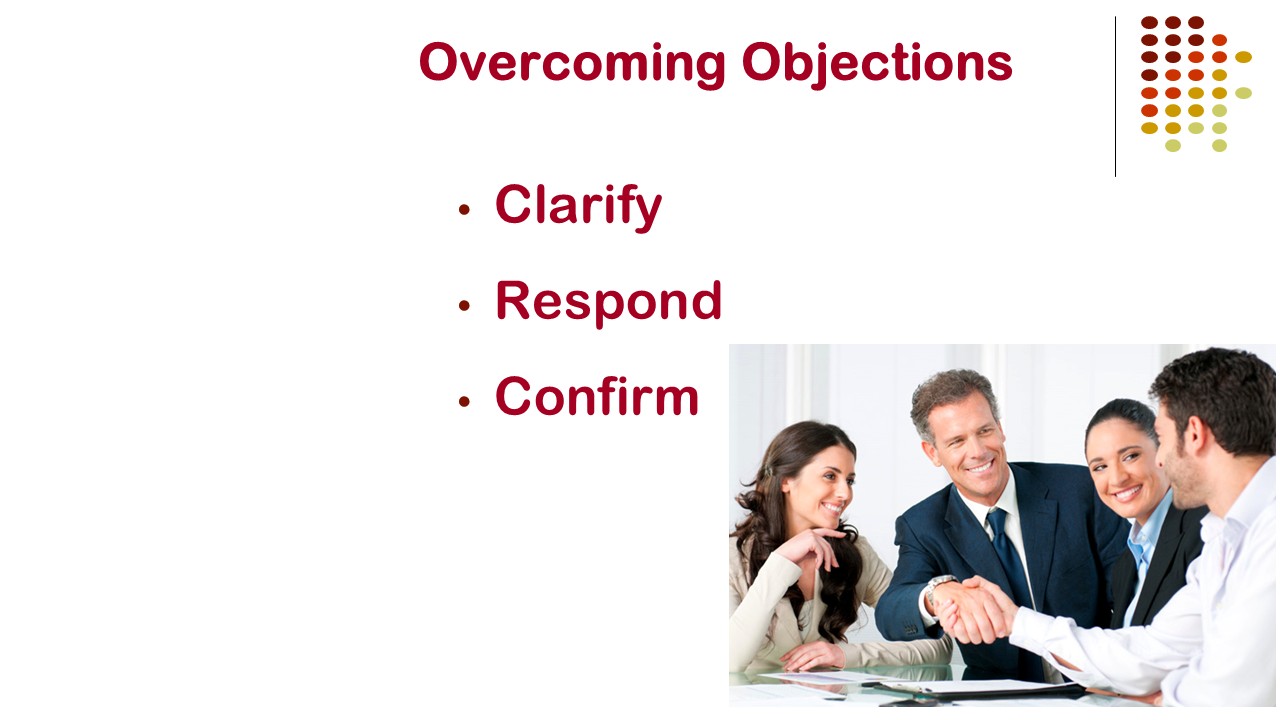 Overcoming Objections
• Clarify
• Respond
• Confirm